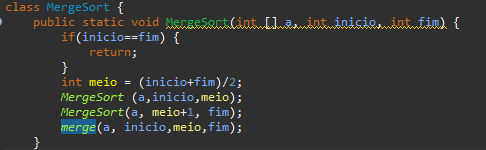 class MergeSort {
    public static void MergeSort(int [] a, int inicio, int fim) {
        if(inicio==fim) {
            return;
        }
        int meio = (inicio+fim)/2;
        MergeSort (a,inicio,meio);
        MergeSort(a, meio+1, fim);
        merge(a, inicio,meio,fim);
    }